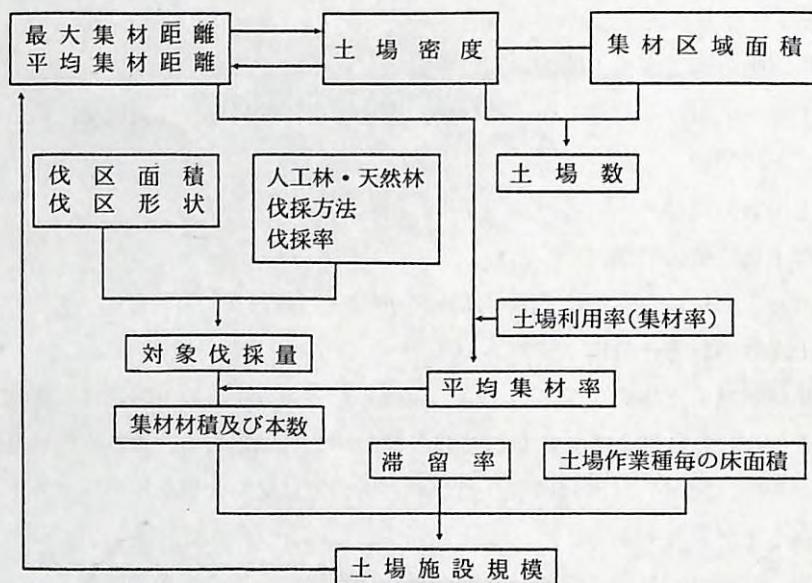 最大集材距離
平均集材距離
土場密度
集材区域面積
土場数
伐区面積
伐区形状
人工林・天然林
伐採方法
伐採率
土場利用率(集材率)
対象伐採量
平均集材率
集材材積及び本数
滞留率
土場作業種毎の床面積
土場施設規模